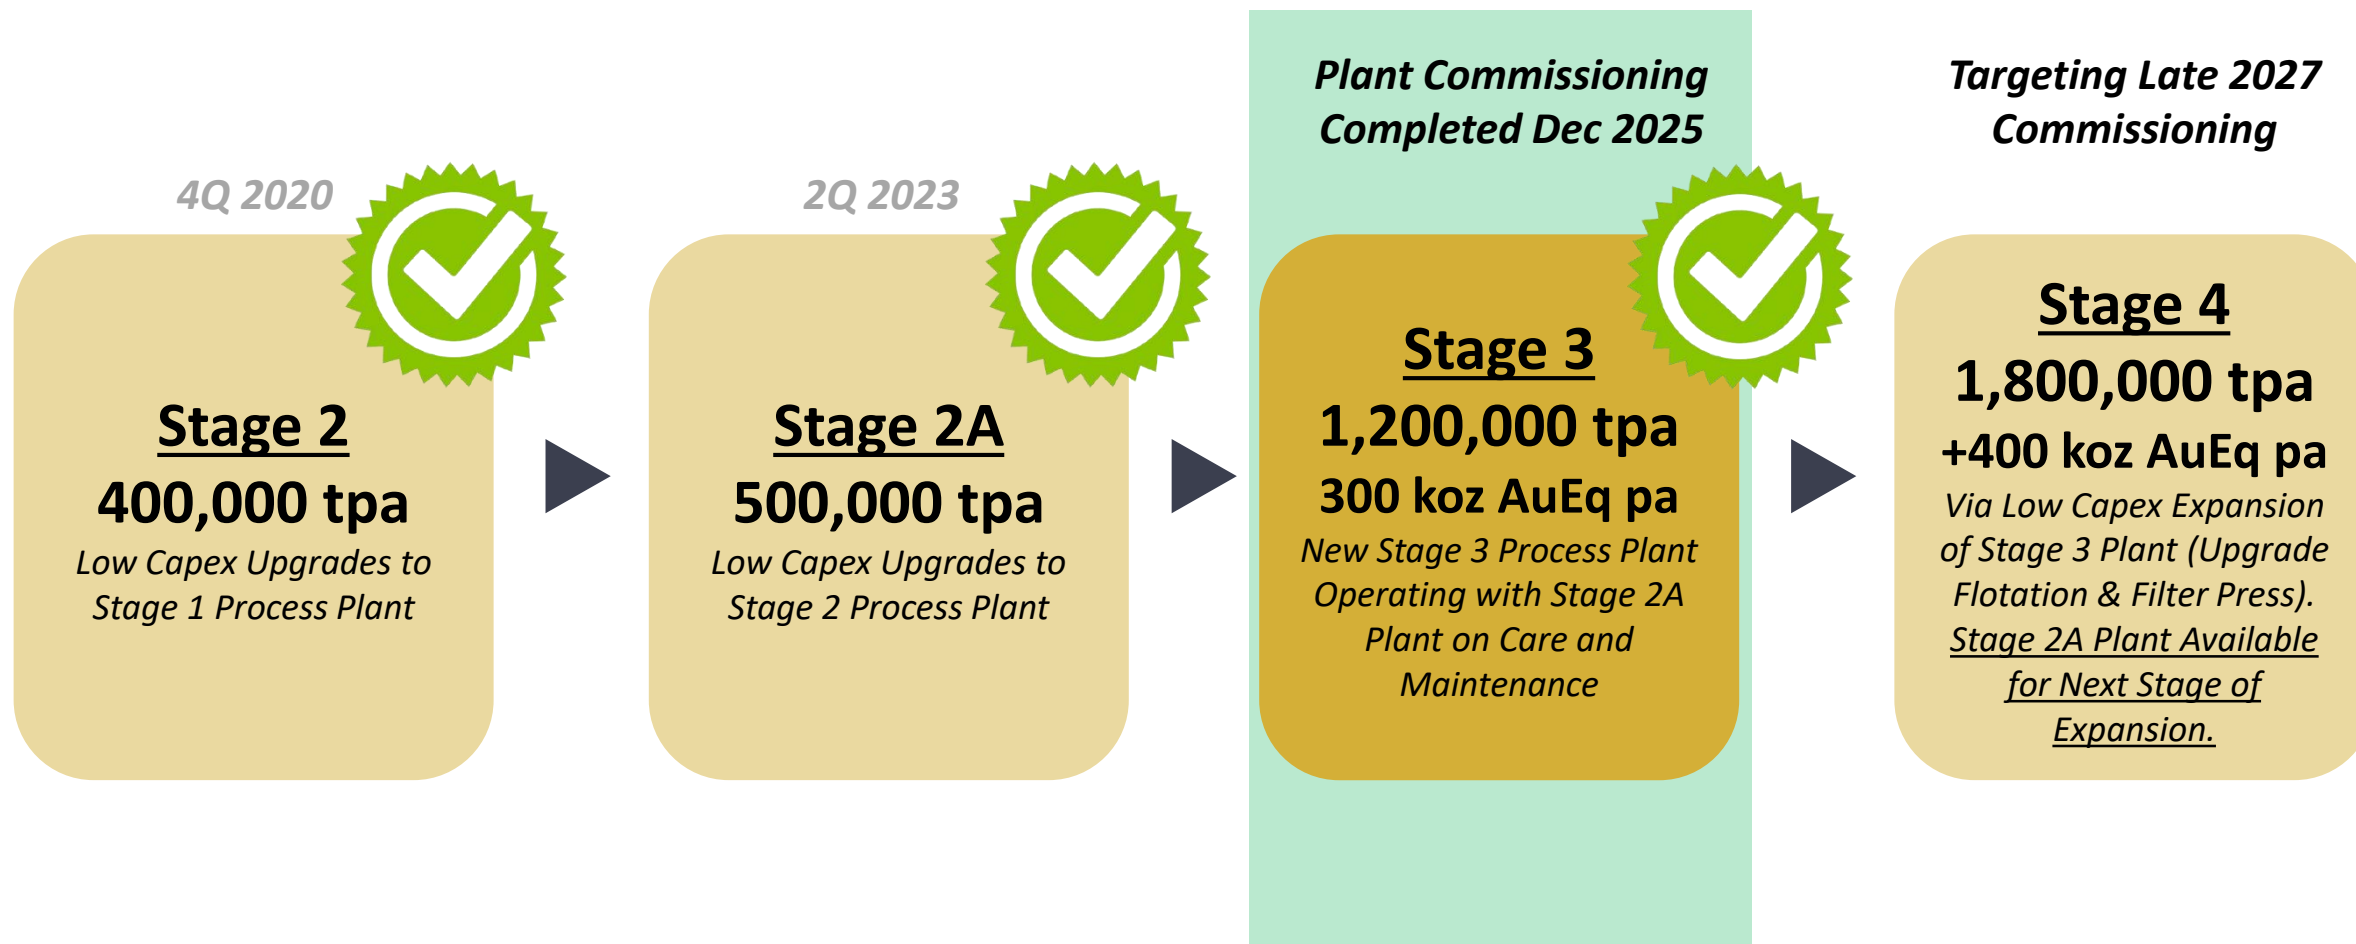 4Q 2020
Stage 2
400,000 tpa
Low Capex Upgrades to
Stage 1 Process Plant
2Q 2023
Stage 2A
500,000 tpa
Low Capex Upgrades to
Stage 2 Process Plant
Plant Commissioning
Completed Dec 2025
Stage 3
1,200,000 tpa
300 koz AuEq pa
New Stage 3 Process Plant
Operating with Stage 2A
Plant on Care and
Maintenance
Targeting Late 2027
Commissioning
Stage 4
1,800,000 tpa
+400 koz AuEq pa
Via Low Capex Expansion
of Stage 3 Plant (Upgrade
Flotation & Filter Press).
Stage 2A Plant Available
for Next Stage of
Expansion.